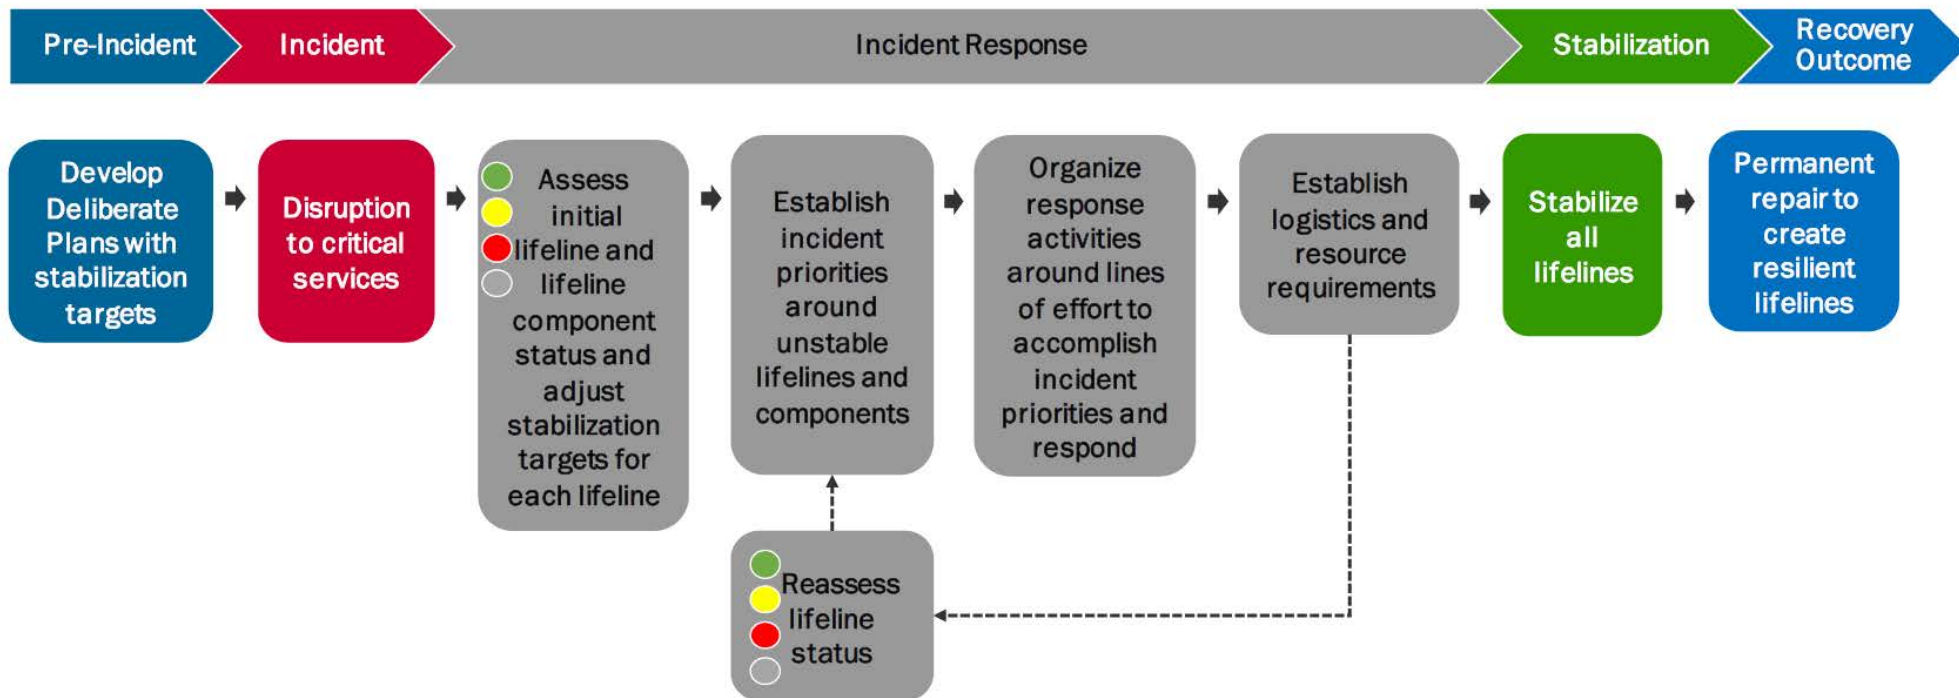 Pre-Incident
Incident
Incident Response
Stabilization
Recovery
Outcome
Develop
Deliberate
Plans with
stabilization
targets
Disruption
to critical
services
Assess
initial
lifeline and
lifeline
component
status and
adjust
stabilization
targets for
each lifeline
Establish
incident
priorities
around
unstable
lifelines and
components
Organize
response
activities
around lines
of effort to
accomplish
incident
priorities and
respond
Establish
logistics and
resource
requirements
Stabilize
all
lifelines
Permanent
repair to
create
resilient
lifelines
Reassess
lifeline
status